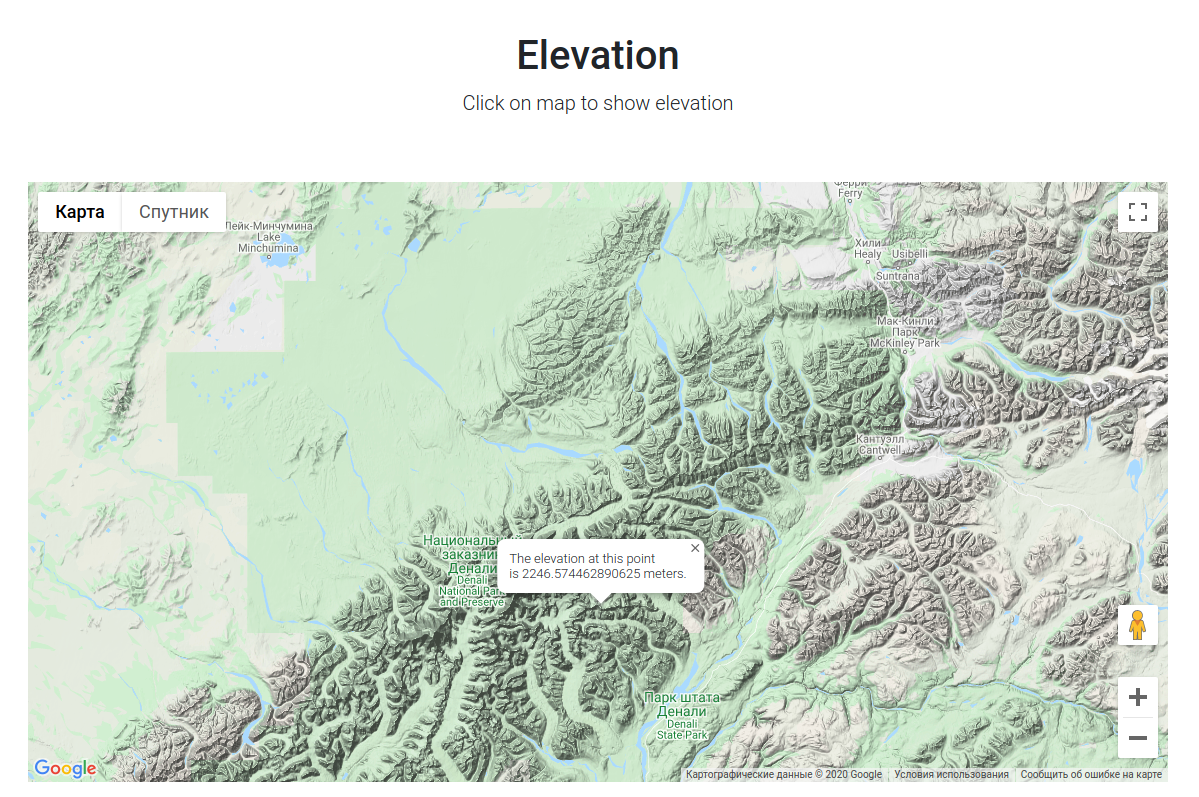 Elevation
Click on map to show elevation
Карта
Спутник
Ферри
Ferry
Лейк-Минчумина
Lake
Minchumina
Хили
Healy
Usibelli
Suntrana
Мак-Кинли
Парк
McKinley Park
Кантуэлл
Cantwell
Национальный
заказник
Денали
Denali
National Park
and Preserve
The elevation at this point
is 2246.574462890625 meters.
Парк штата
Денали
Denali
State Park
Google
Картографические данные © 2020 Google
Условия использования
Сообщить об ошибке на карте